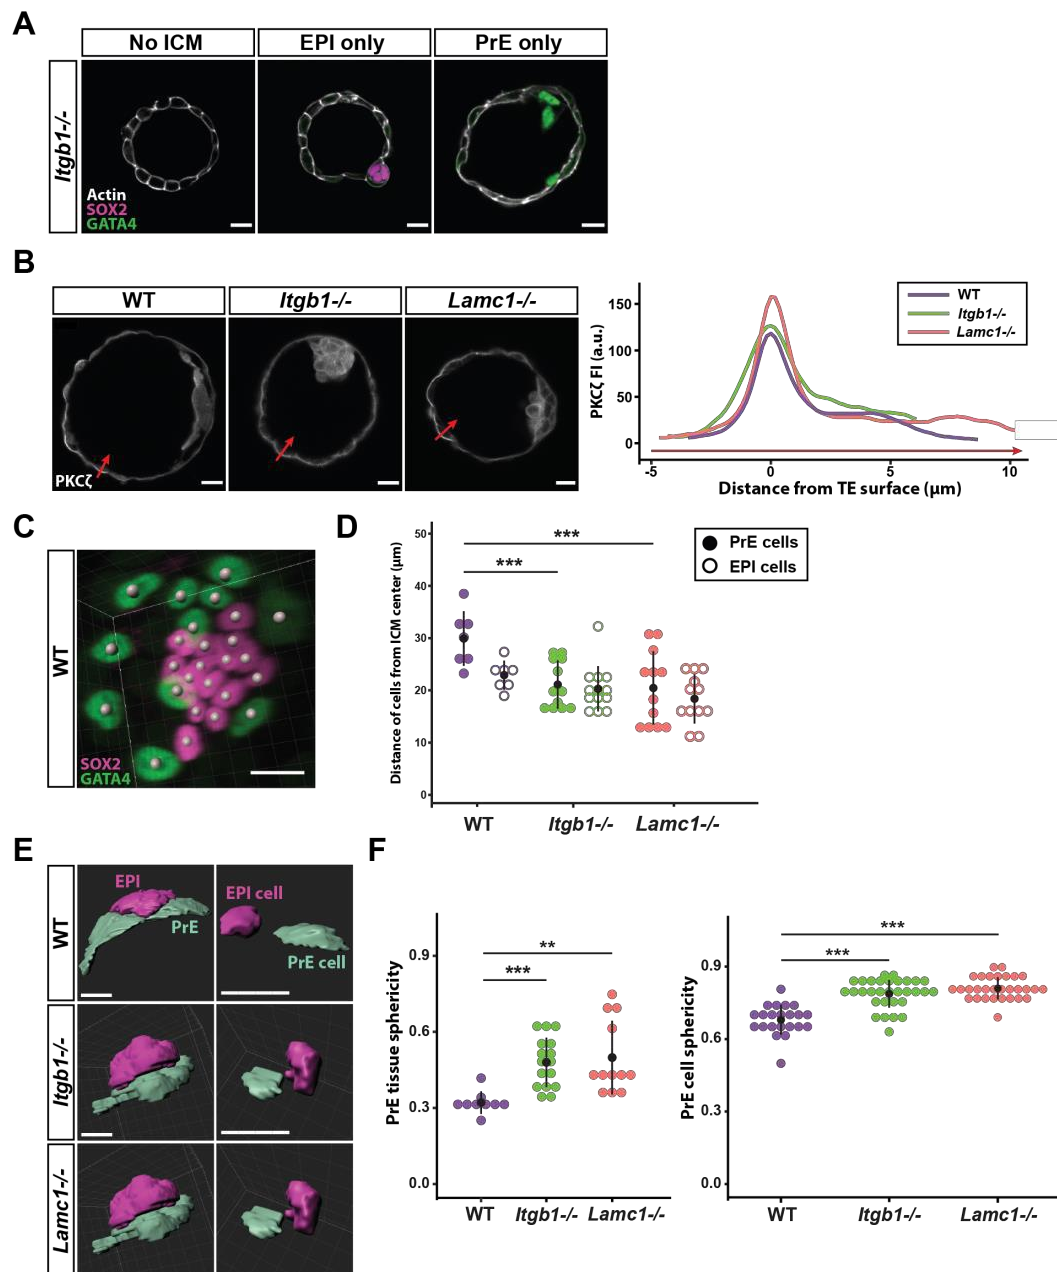 A
No ICM
EPI only
PrE only
Itgb1-/-
Actin
SOX2
GATA4
B
WT
Itgb1-/-
Lamc1-/-
PKCζ
PKCζ FI (a.u.)
150
100
50
0
-5
0
5
10
Distance from TE surface (μm)
WT
Itgb1-/-
Lamc1-/-
C
WT
SOX2
GATA4
D
Distance of cells from ICM center (μm)
50
40
30
20
10
0
***
***
PrE cells
EPI cells
WT
Itgb1-/-
Lamc1-/-
E
WT
EPI
PrE
EPI cell
PrE cell
Itgb1-/-
Lamc1-/-
F
PrE tissue sphericity
0.9
0.6
0.3
0.0
**
***
WT
Itgb1-/-
Lamc1-/-
PrE cell sphericity
0.9
0.6
0.3
0.0
***
***
WT
Itgb1-/-
Lamc1-/-